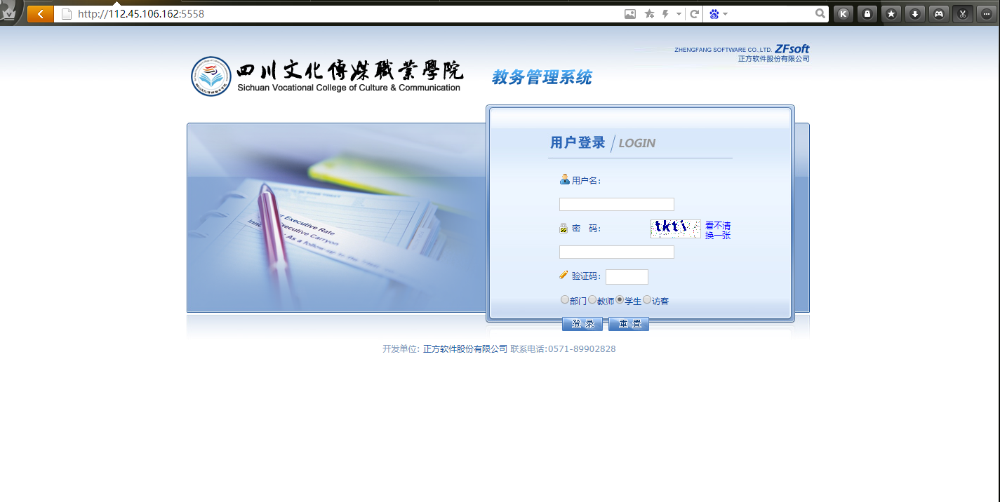 http://112.45.106.162:5558
ZHENGFANG SOFTWARE CO.,LTD. ZFsoft
正方软件股份有限公司
四川文化傳媒職業學院
Sichuan Vocational College of Culture & Communication
教务管理系统
用户登录 / LOGIN
用户名:
密 码:
看不清
换一张
验证码:
部门 教师 学生 访客
登 录 重 置
Executive Rate
Executive Carryon
As a follow-up to the
开发单位: 正方软件股份有限公司 联系电话:0571-89902828